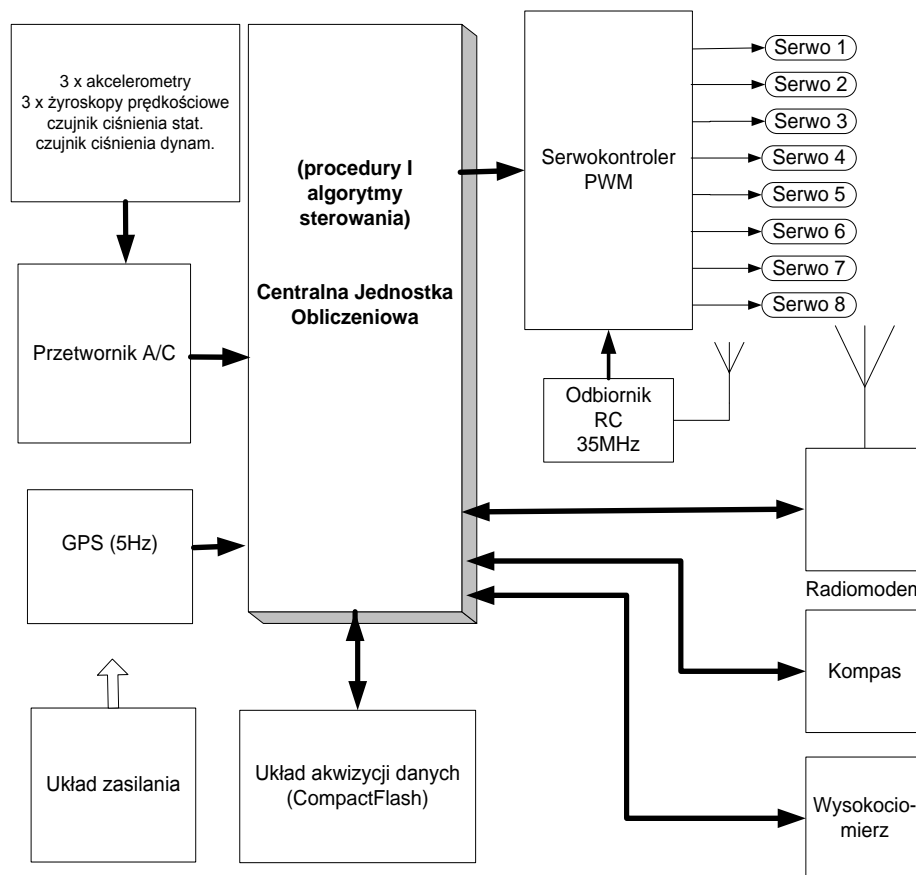 3 x akcelerometry
3 x żyroskopy prędkościowe
czujnik ciśnienia stat.
czujnik ciśnienia dynam.
(procedury I
algorytmy
sterowania)
Centralna Jednostka
Obliczeniowa
Serwokontroler
PWM
Serwo 1
Serwo 2
Serwo 3
Serwo 4
Serwo 5
Serwo 6
Serwo 7
Serwo 8
Przetwornik A/C
Odbiornik
RC
35MHz
GPS (5Hz)
Radiomodem
Kompas
Układ zasilania
Układ akwizycji danych
(CompactFlash)
Wysokocio-
mierz